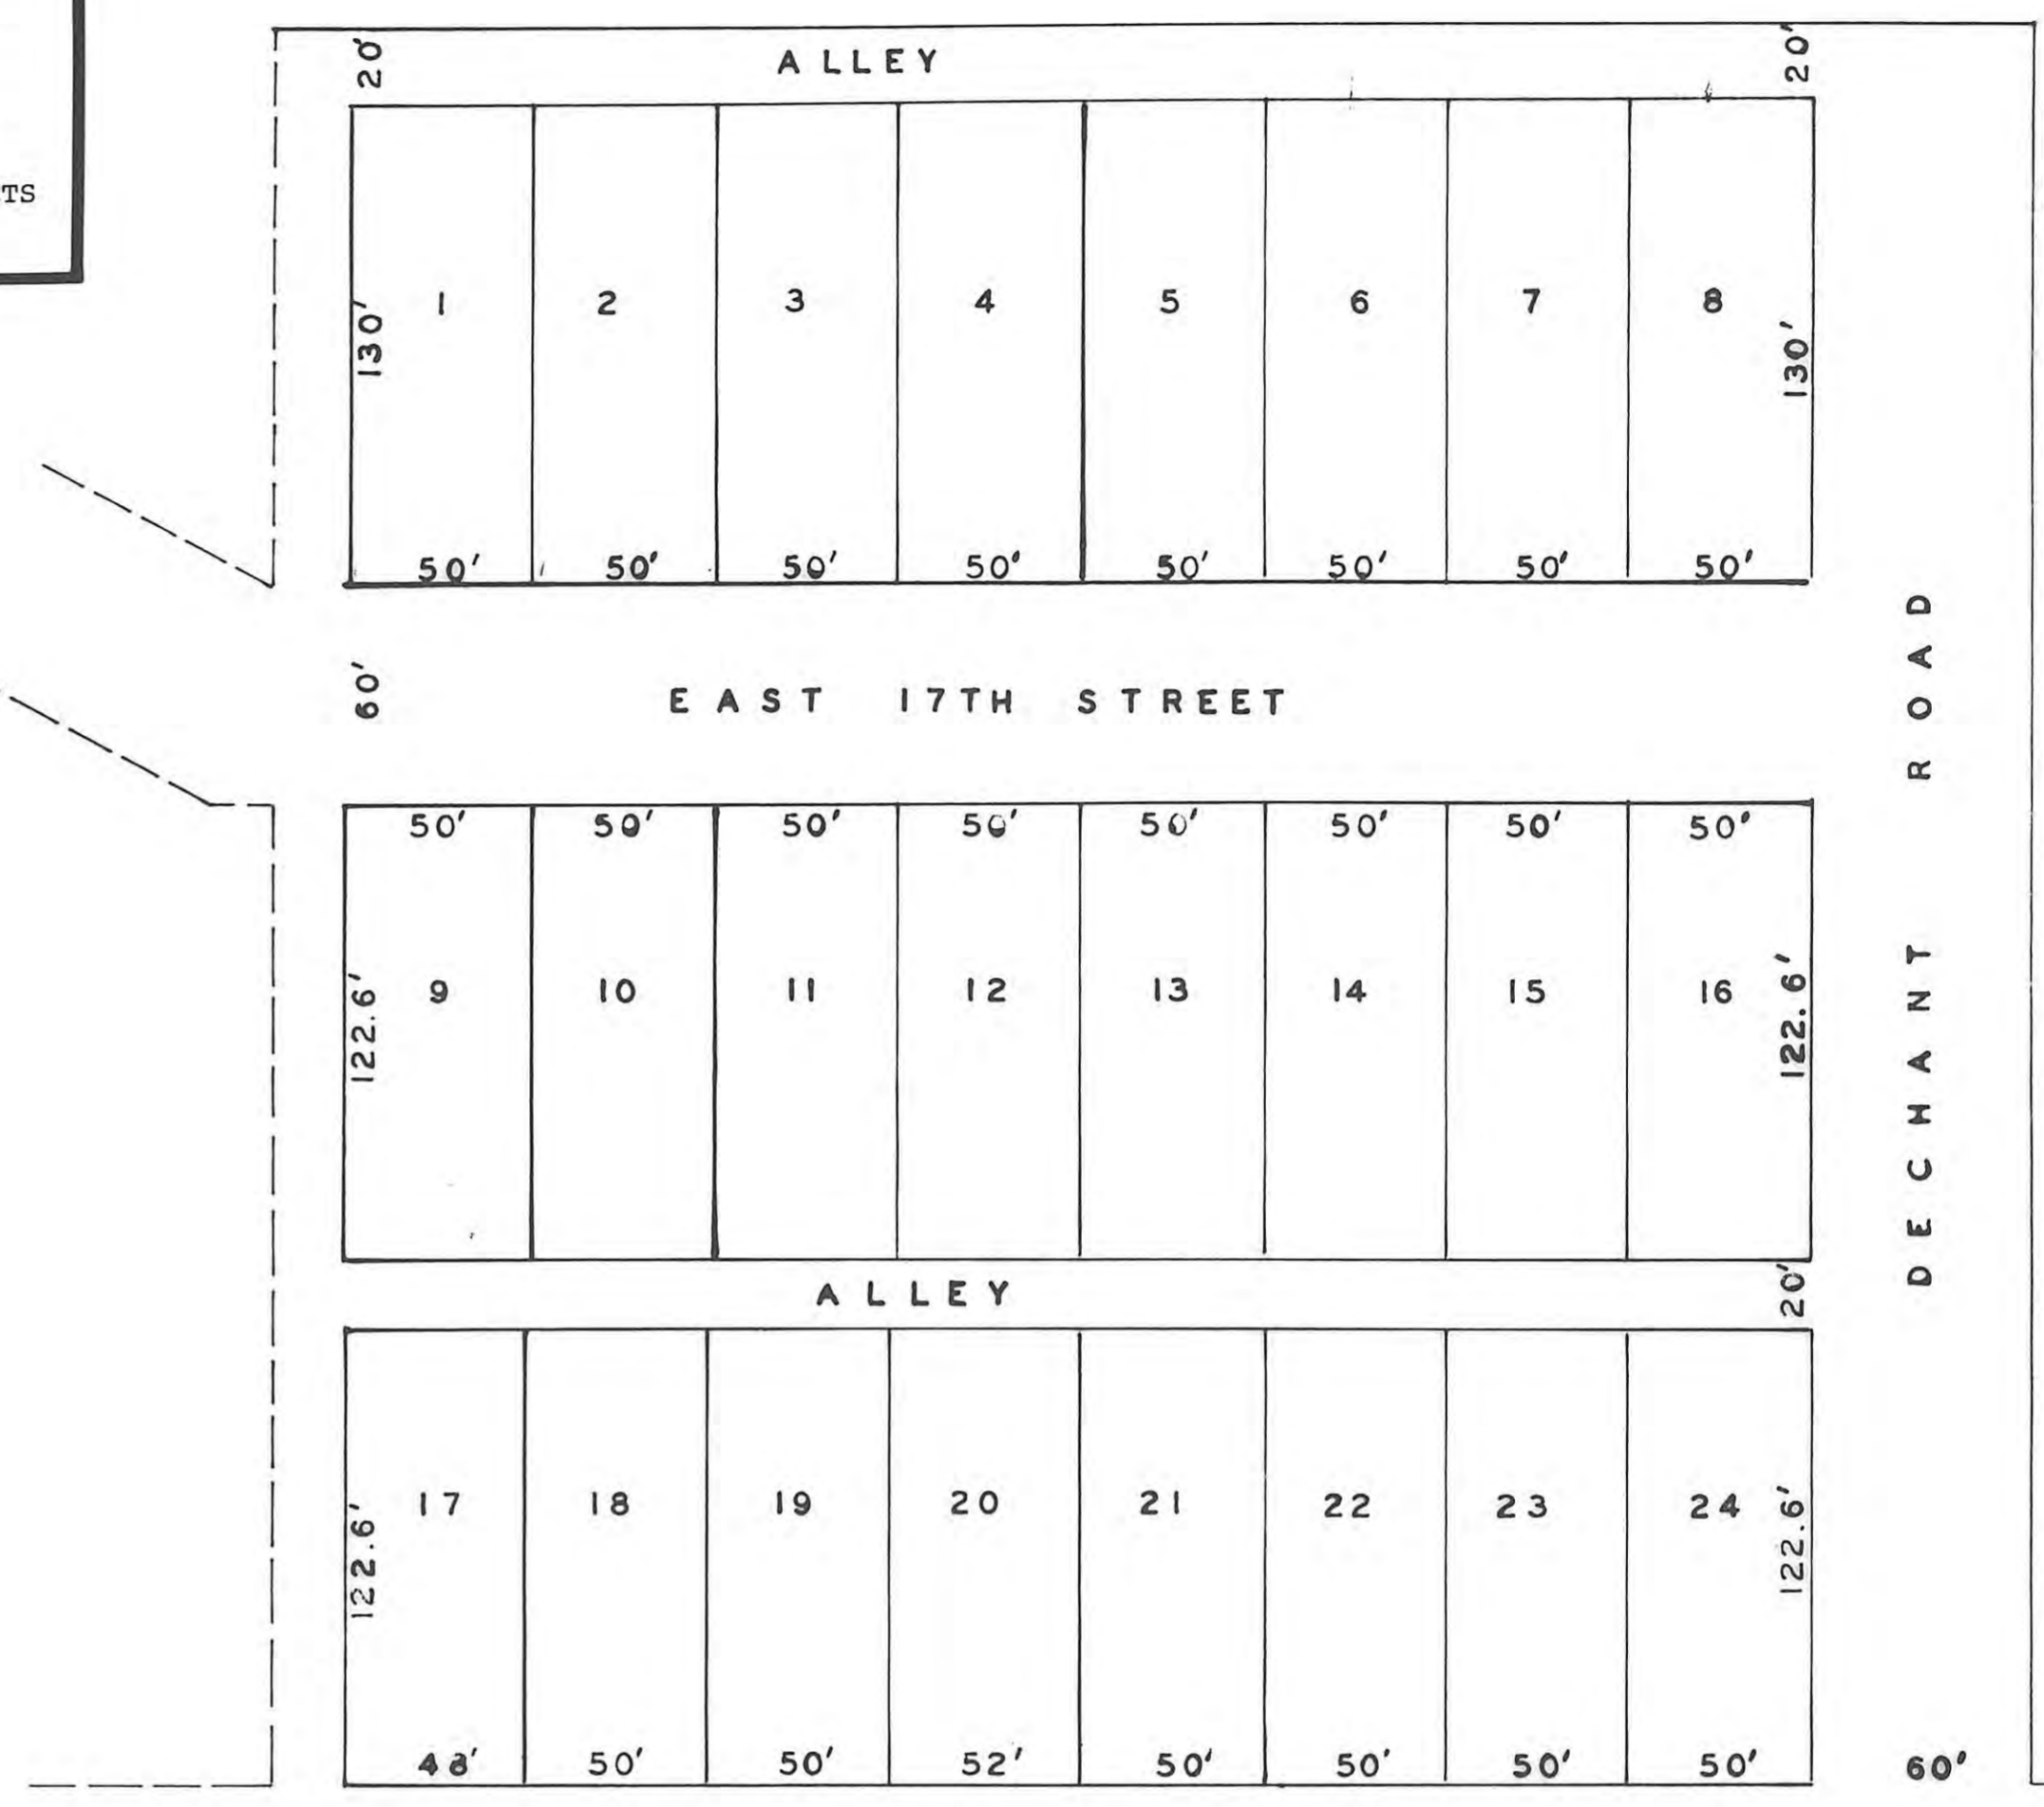 TS
20' ALLEY 20'
1 2 3 4 5 6 7 8
130' 130'
50' 50' 50' 50' 50' 50' 50' 50'
60' EAST 17TH STREET
DECHANT ROAD
50' 50' 50' 50' 50' 50' 50' 50'
9 10 11 12 13 14 15 16
122.6' 122.6'
ALLEY 20'
17 18 19 20 21 22 23 24
122.6' 122.6'
48' 50' 50' 52' 50' 50' 50' 50' 60'